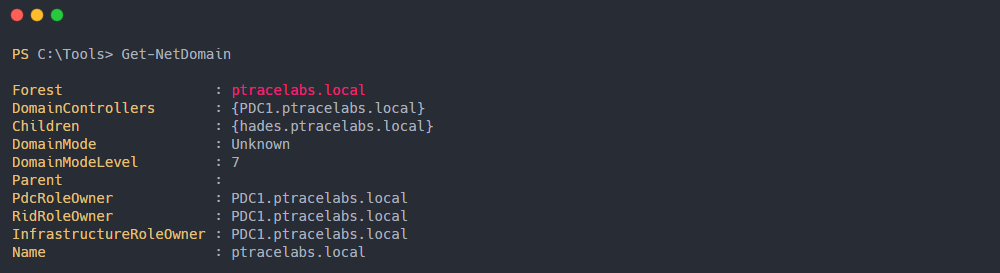 PS C:\Tools> Get-NetDomain
Forest : ptracelabs.local
DomainControllers : {PDC1.ptracelabs.local}
Children : {hades.ptracelabs.local}
DomainMode : Unknown
DomainModeLevel : 7
Parent :
PdcRoleOwner : PDC1.ptracelabs.local
RidRoleOwner : PDC1.ptracelabs.local
InfrastructureRoleOwner : PDC1.ptracelabs.local
Name : ptracelabs.local